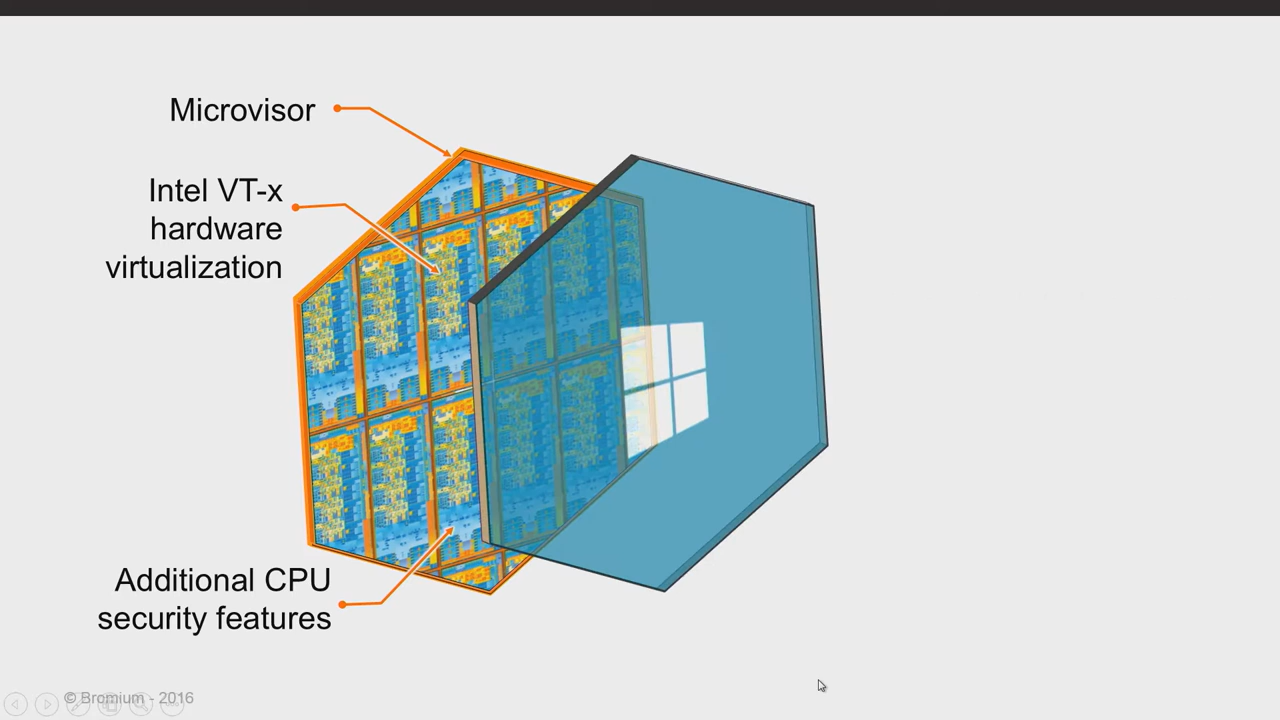 Microvisor
Intel VT-x
hardware
virtualization
Additional CPU
security features
© Bromium - 2016